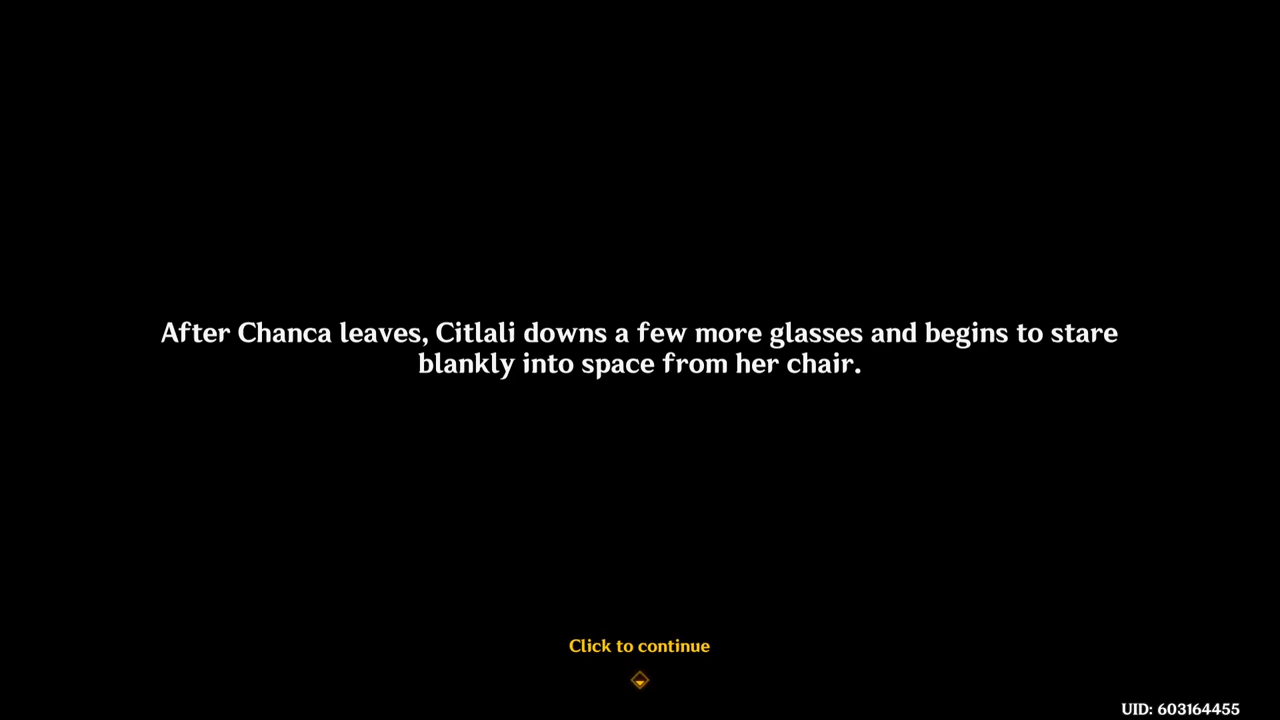 After Chanca leaves, Citlali downs a few more glasses and begins to stare
blankly into space from her chair.
Click to continue
UID: 603164455